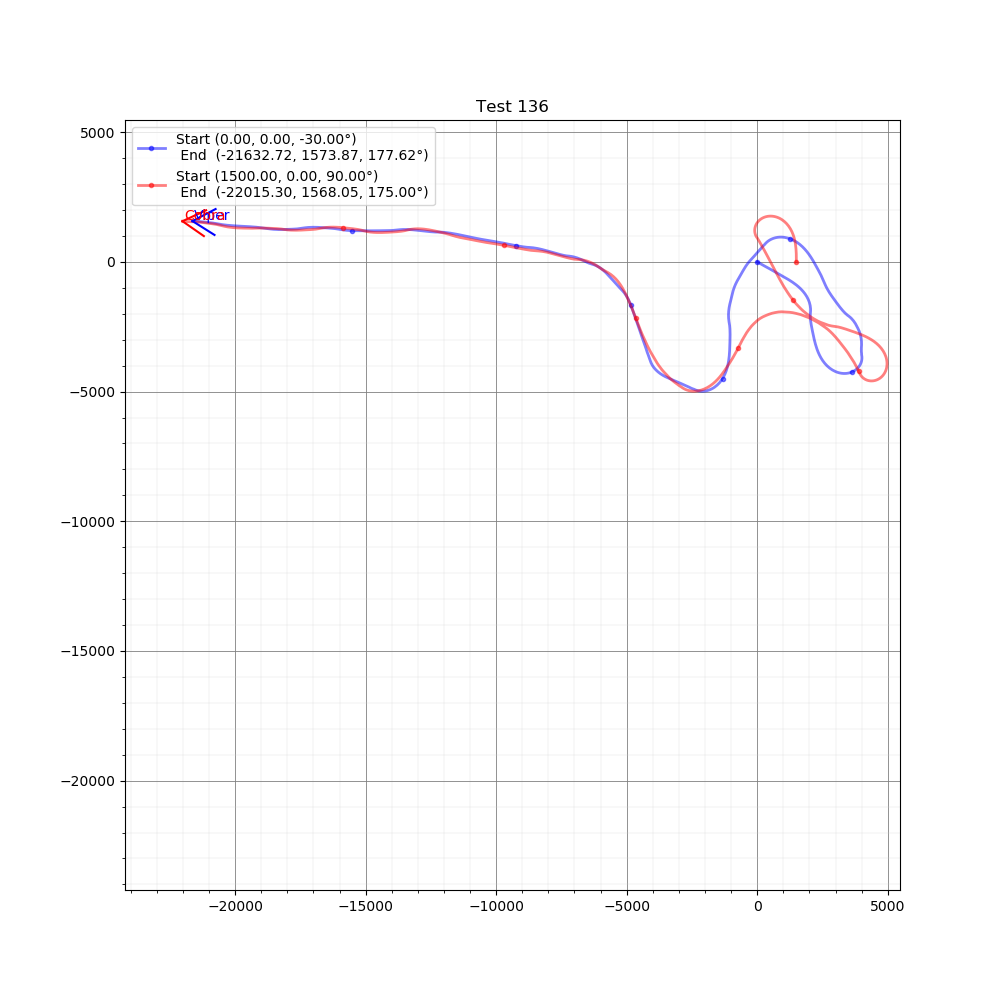 Test 136
5000
0
−5000
−10000
−15000
−20000
Start (0.00, 0.00, -30.00°)
End  (-21632.72, 1573.87, 177.62°)
Start (1500.00, 0.00, 90.00°)
End  (-22015.30, 1568.05, 175.00°)
−20000
−15000
−10000
−5000
0
5000